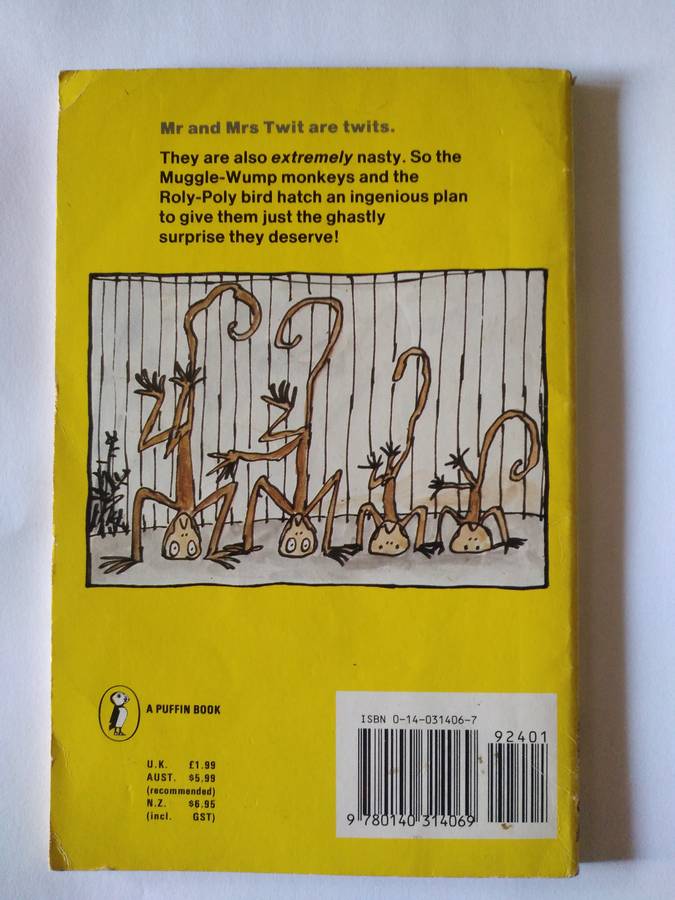 Mr and Mrs Twit are twits.
They are also extremely nasty. So the
Muggle-Wump monkeys and the
Roly-Poly bird hatch an ingenious plan
to give them just the ghastly
surprise they deserve!
A PUFFIN BOOK
U.K. £1.99
AUST. $5.99
(recommended)
N.Z. $6.95
(incl. GST)
ISBN 0-14-031406-7
92401
9 780140 314069